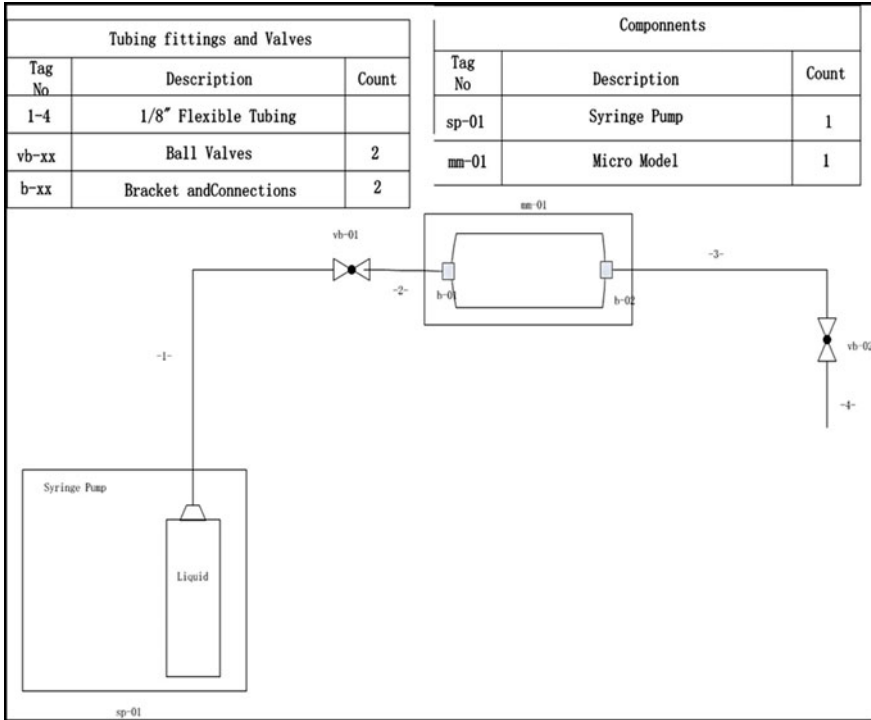 Tubing fittings and Valves
Tag No Description Count
1-4 1/8" Flexible Tubing
vb-xx Ball Valves 2
b-xx Bracket andConnections 2
Componnents
Tag No Description Count
sp-01 Syringe Pump 1
mm-01 Micro Model 1
mm-01
vb-01
-2-
b-01
b-02
-3-
vb-02
-4-
-1-
Syringe Pump
Liquid
sp-01